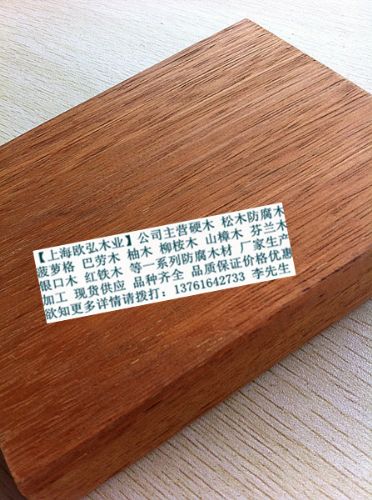 【上海欧弘木业】公司主营硬木 松木防腐木
菠萝格 巴劳木 柚木 柳桉木 山樟木 芬兰木
银口木 红铁木 等一系列防腐木材 厂家生产
加工 现货供应 品种齐全 品质保证价格优惠
欲知更多详情请拨打：13761642733 李先生